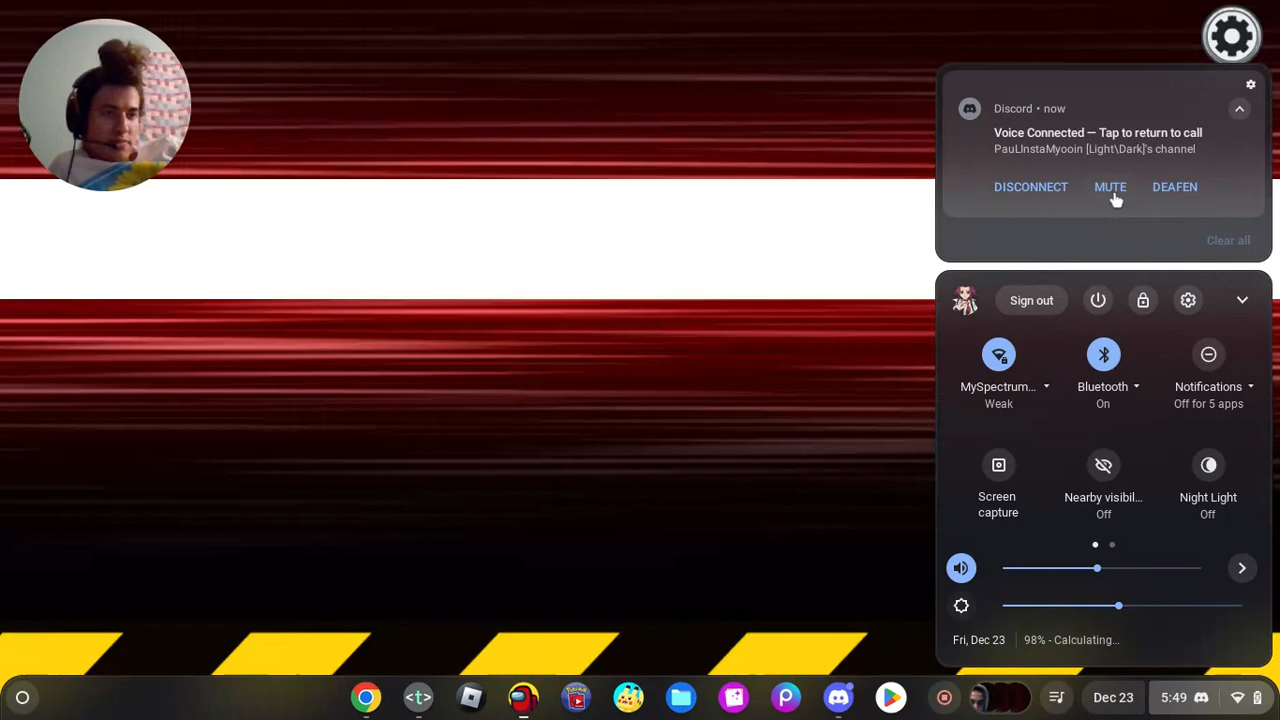 Discord • now
Voice Connected — Tap to return to call
PauLInstaMyooin [Light\Dark]'s channel
DISCONNECT MUTE DEAFEN
Clear all
Sign out
MySpectrum... Bluetooth Notifications
Weak On Off for 5 apps
Screen capture
Nearby visibil... Night Light
Off Off
Fri, Dec 23 98% - Calculating...
<t> Dec 23 5:49